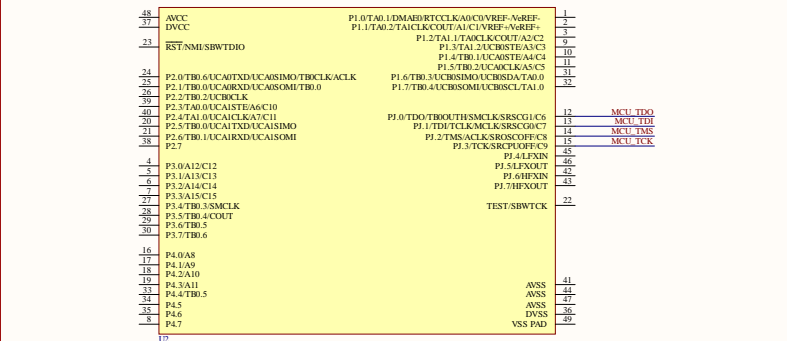 48 AVCC P1.0/TA0.1/DMAE0/RTCCLK/A0/C0/VREF-/VeREF- 1
37 DVCC P1.1/TA0.2/TA1CLK/COUT/A1/C1/VREF+/VeREF+ 2
P1.2/TA1.1/TA0CLK/COUT/A2/C2 3
23 RST/NMI/SBWTDIO P1.3/TA1.2/UCB0STE/A3/C3 9
P1.4/TB0.1/UCA0STE/A4/C4 10
P1.5/TB0.2/UCA0CLK/A5/C5 11
24 P2.0/TB0.6/UCA0TXD/UCA0SIMO/TB0CLK/ACLK P1.6/TB0.3/UCB0SIMO/UCB0SDA/TA0.0 31
25 P2.1/TB0.0/UCA0RXD/UCA0SOMI/TB0.0 P1.7/TB0.4/UCB0SOMI/UCB0SCL/TA1.0 32
26 P2.2/TB0.2/UCB0CLK
39 P2.3/TA0.0/UCA1STE/A6/C10
40 P2.4/TA1.0/UCA1CLK/A7/C11 PJ.0/TDO/TB0OUTH/SMCLK/SRSCG1/C6 12 MCU_TDO
20 P2.5/TB0.0/UCA1TXD/UCA1SIMO PJ.1/TDI/TCLK/MCLK/SRSCG0/C7 13 MCU_TDI
21 P2.6/TB0.1/UCA1RXD/UCA1SOMI PJ.2/TMS/ACLK/SROSCOFF/C8 14 MCU_TMS
38 P2.7 PJ.3/TCK/SRCPUOFF/C9 15 MCU_TCK
PJ.4/LFXIN 45
4 P3.0/A12/C12 PJ.5/LFXOUT 46
5 P3.1/A13/C13 PJ.6/HFXIN 42
6 P3.2/A14/C14 PJ.7/HFXOUT 43
7 P3.3/A15/C15
27 P3.4/TB0.3/SMCLK TEST/SBWTCK 22
28 P3.5/TB0.4/COUT
29 P3.6/TB0.5
30 P3.7/TB0.6
16 P4.0/A8
17 P4.1/A9
18 P4.2/A10
19 P4.3/A11 AVSS 41
33 P4.4/TB0.5 AVSS 44
34 P4.5 AVSS 47
35 P4.6 DVSS 36
8 P4.7 VSS PAD 49